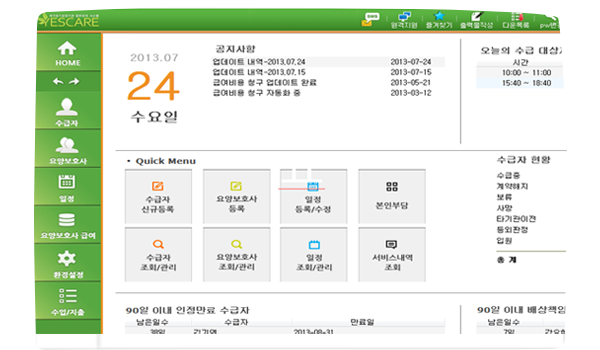 YESCARE
원격지원 즐겨찾기 출력물작성 다운목록
HOME
수급자
요양보호사
일정
요양보호사 급여
환경설정
수입/지출
2013.07
24
수요일
공지사항
업데이트 내역-2013.07.24 2013-07-24
업데이트 내역-2013.07.15 2013-07-15
급여비용 청구 업데이트 완료 2013-05-21
급여비용 청구 자동화 중 2013-03-12
오늘의 수급 대상
시간
10:00 ~ 11:00
15:40 ~ 18:40
• Quick Menu
수급자
신규등록
요양보호사
등록
일정
등록/수정
본인부담
수급자
조회/관리
요양보호사
조회/관리
일정
조회/관리
서비스내역
조회
수급자 현황
수급중
계약해지
보류
사망
타기관이전
등외판정
입원
총 계
90일 이내 인정만료 수급자
남은일수 수급자 만료일
38일 2013-08-31
90일 이내 배상책임
남은일수
7일